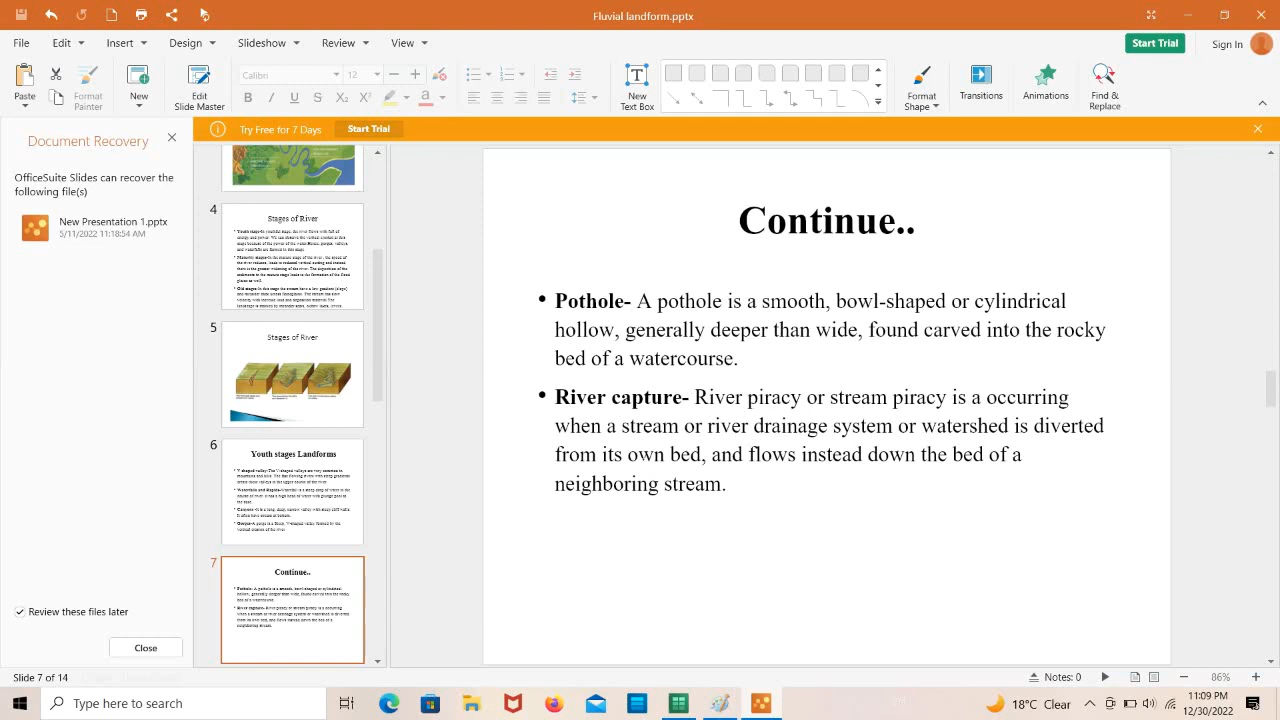 Fluvial landform.pptx
File Edit Insert Design Slideshow Review View
Start Trial Sign In
Calibri 12
B I U S X₂ X² a
Paste Format Painter New Edit Slide Master New Text Box Format Shape Transitions Animations Find & Replace
Try Free for 7 Days Start Trial
Document Recovery
OfficeSuite Slides can recover the
following file(s)
New Presentation 1.pptx
5/11/2022 11:18:54 AM
Review these files later
Close
4
Stages of River
5
Stages of River
6
Youth stages Landforms
7
Continue..
Continue..
• Pothole- A pothole is a smooth, bowl-shaped or cylindrical
hollow, generally deeper than wide, found carved into the rocky
bed of a watercourse.
• River capture- River piracy or stream piracy is a occurring
when a stream or river drainage system or watershed is diverted
from its own bed, and flows instead down the bed of a
neighboring stream.
Slide 7 of 14
Notes: 0
86%
Type here to search
18°C Clear
11:09 PM
12/30/2022